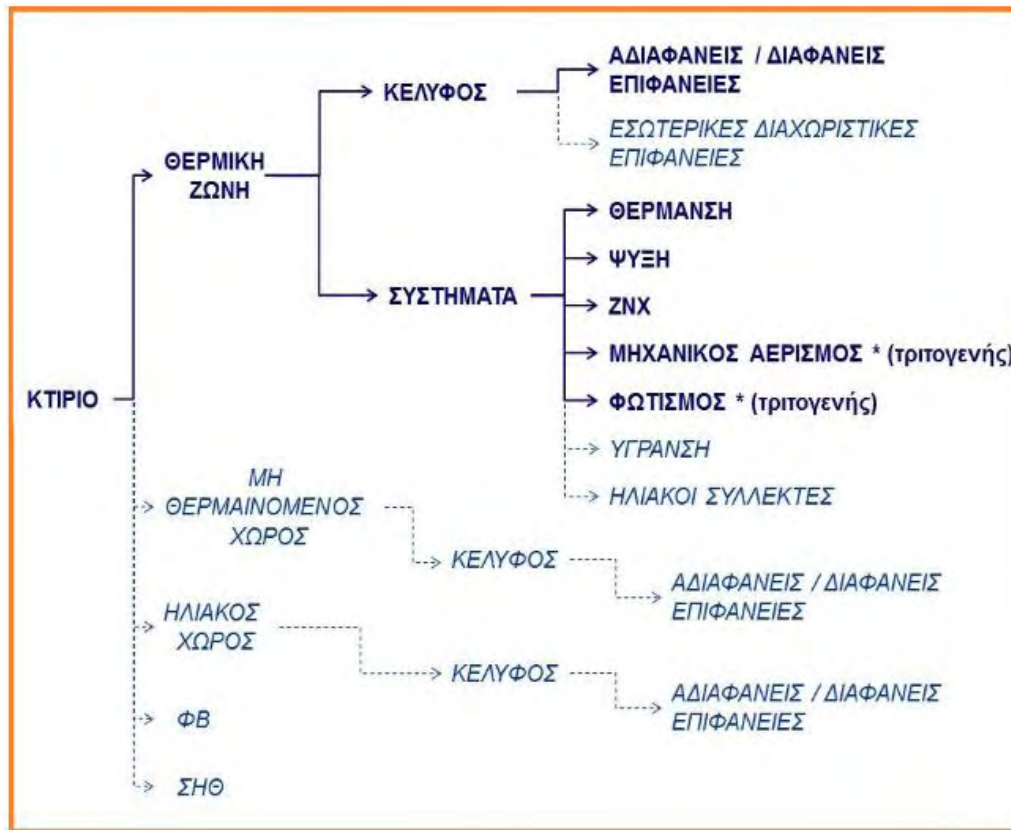 ΑΔΙΑΦΑΝΕΙΣ / ΔΙΑΦΑΝΕΙΣ
ΕΠΙΦΑΝΕΙΕΣ
ΚΕΛΥΦΟΣ
ΕΣΩΤΕΡΙΚΕΣ ΔΙΑΧΩΡΙΣΤΙΚΕΣ
ΕΠΙΦΑΝΕΙΕΣ
ΘΕΡΜΙΚΗ
ΖΩΝΗ
ΘΕΡΜΑΝΣΗ
ΨΥΞΗ
ΣΥΣΤΗΜΑΤΑ
ΖΝΧ
ΜΗΧΑΝΙΚΟΣ ΑΕΡΙΣΜΟΣ * (τριτογενής)
ΚΤΙΡΙΟ
ΦΩΤΙΣΜΟΣ * (τριτογενής)
ΥΓΡΑΝΣΗ
ΗΛΙΑΚΟΙ ΣΥΛΛΕΚΤΕΣ
ΜΗ
ΘΕΡΜΑΙΝΟΜΕΝΟΣ
ΧΩΡΟΣ
ΚΕΛΥΦΟΣ
ΑΔΙΑΦΑΝΕΙΣ / ΔΙΑΦΑΝΕΙΣ
ΕΠΙΦΑΝΕΙΕΣ
ΗΛΙΑΚΟΣ
ΧΩΡΟΣ
ΚΕΛΥΦΟΣ
ΑΔΙΑΦΑΝΕΙΣ / ΔΙΑΦΑΝΕΙΣ
ΕΠΙΦΑΝΕΙΕΣ
ΦΒ
ΣΗΘ